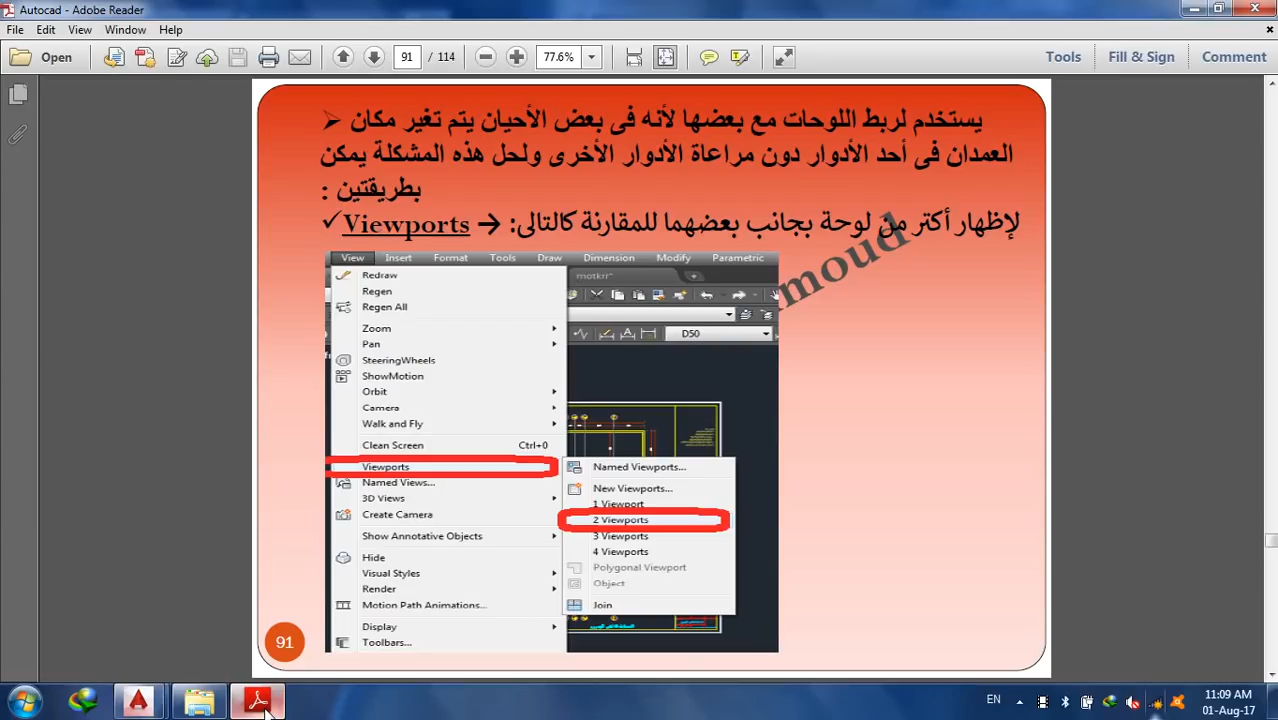 Autocad - Adobe Reader
File Edit View Window Help
Open 91 / 114 77.6% Tools Fill & Sign Comment
يستخدم لربط اللوحات مع بعضها لأنه فى بعض الأحيان يتم تغير مكان
العمدان فى أحد الأدوار دون مراعاة الأدوار الأخرى ولحل هذه المشكلة يمكن
بطريقتين :
Viewports → لإظهار أكتر من لوحة بجانب بعضهما للمقارنة كالتالى:
moud
View Insert Format Tools Draw Dimension Modify Parametric
Redraw
motkrr*
Regen
Regen All
Zoom
D50
Pan
SteeringWheels
ShowMotion
Orbit
Camera
Walk and Fly
Clean Screen Ctrl+0
Viewports
Named Viewports...
Named Views...
New Viewports...
3D Views
1 Viewport
Create Camera
2 Viewports
Show Annotative Objects
3 Viewports
Hide
4 Viewports
Visual Styles
Polygonal Viewport
Render
Object
Motion Path Animations...
Join
Display
Toolbars...
91
EN
11:09 AM
01-Aug-17